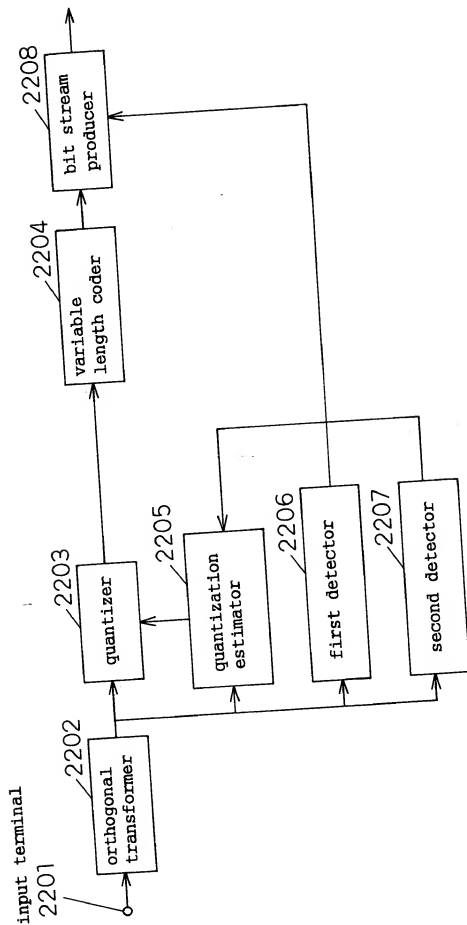 input terminal
2201
2202
orthogonal
transformer
2203
quantizer
2204
variable
length coder
2208
bit stream
producer
2205
quantization
estimator
2206
first detector
2207
second detector